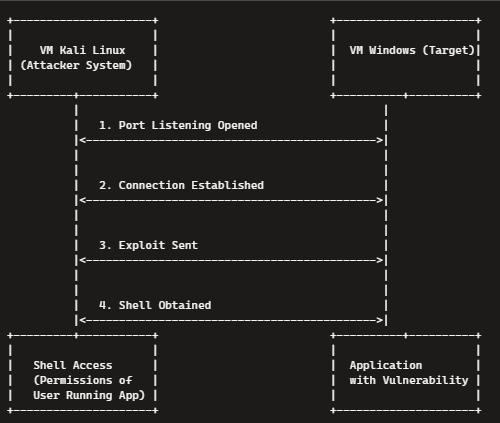 VM Kali Linux
(Attacker System)
VM Windows (Target)
1. Port Listening Opened
2. Connection Established
3. Exploit Sent
4. Shell Obtained
Shell Access
(Permissions of
User Running App)
Application
with Vulnerability